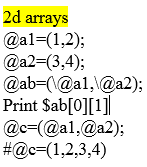 2d arrays
@a1=(1,2);
@a2=(3,4);
@ab=(\@a1,\@a2);
Print $ab[0][1]
@c=(@a1,@a2);
#@c=(1,2,3,4)